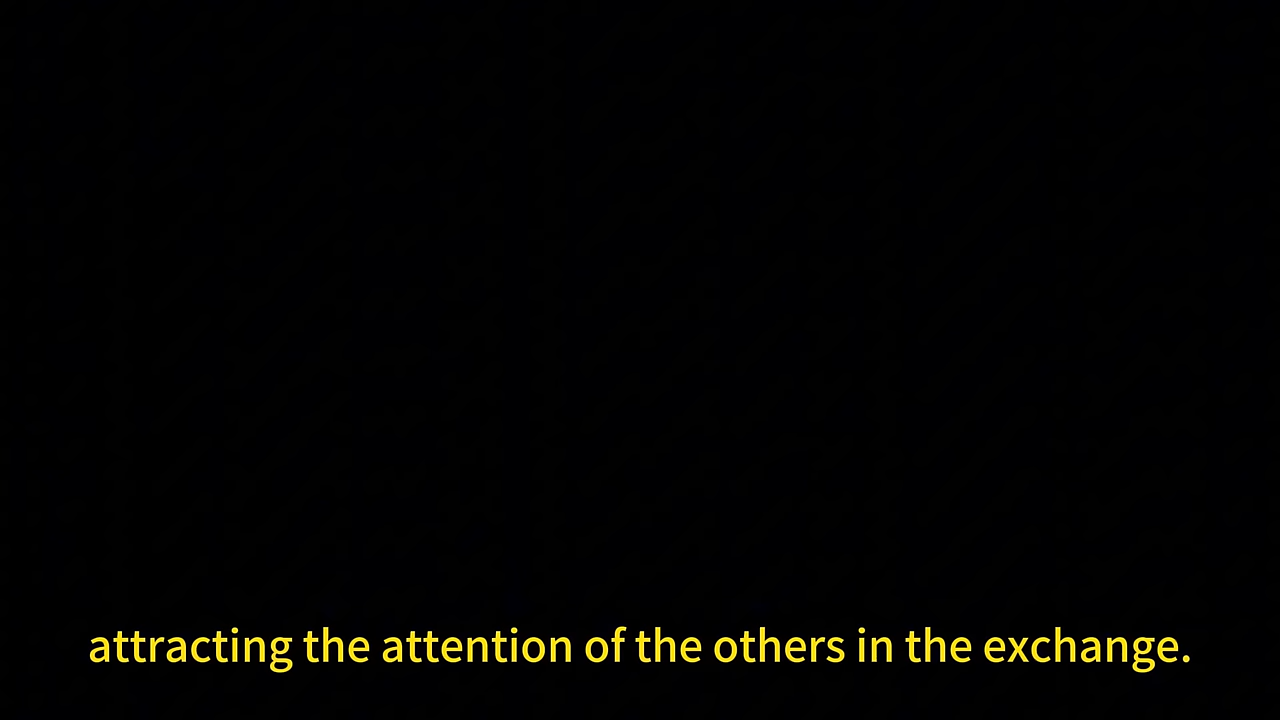 attracting the attention of the others in the exchange.